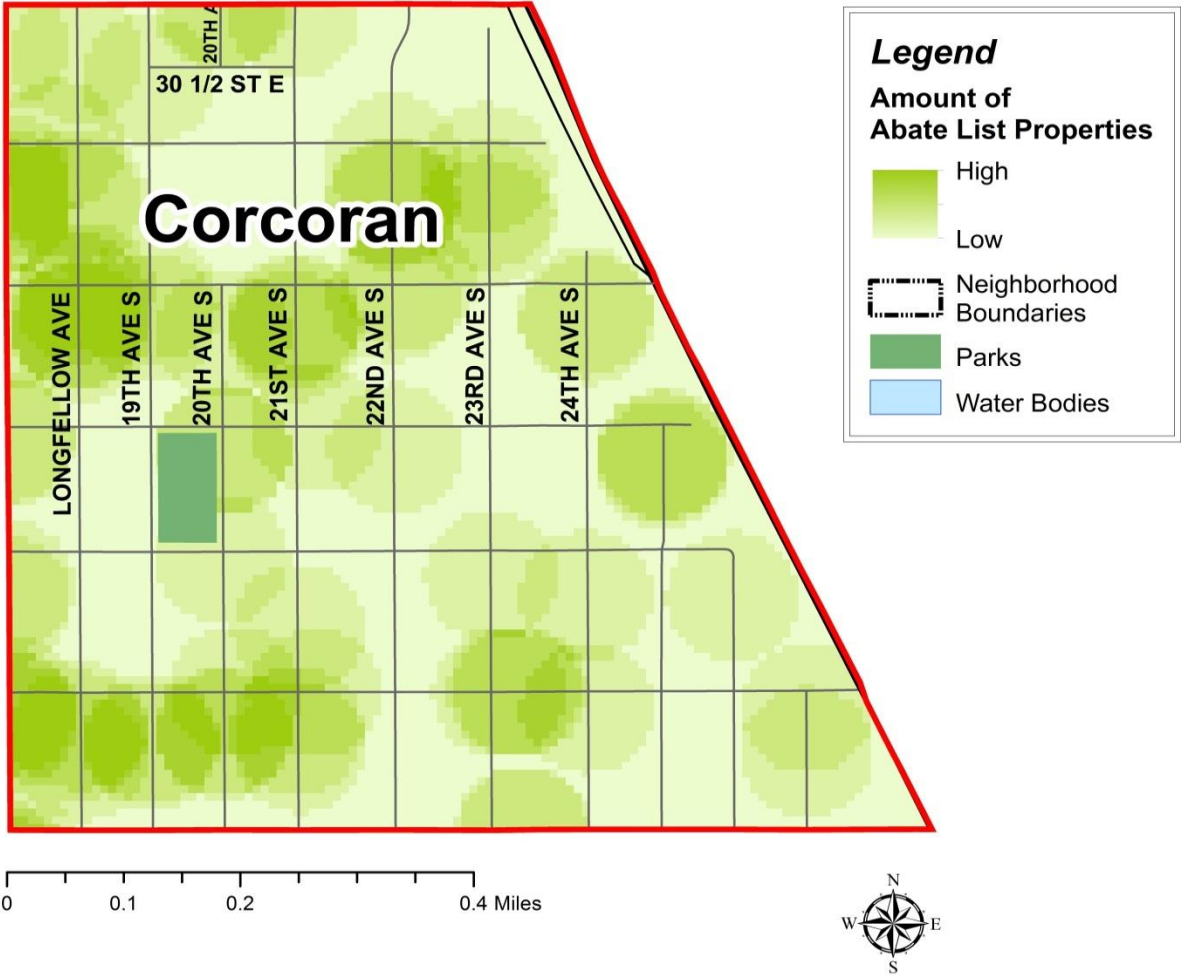 20TH A
30 1/2 ST E
Corcoran
LONGFELLOW AVE
19TH AVE S
20TH AVE S
21ST AVE S
22ND AVE S
23RD AVE S
24TH AVE S
Legend
Amount of
Abate List Properties
High
Low
Neighborhood
Boundaries
Parks
Water Bodies
0 0.1 0.2 0.4 Miles
N
W E
S